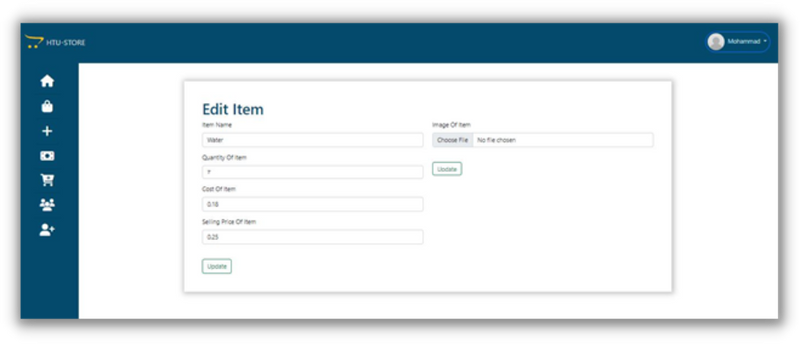 HTU-STORE
Mohammad
Edit Item
Item Name
Water
Quantity Of Item
Cost Of Item
0.18
Selling Price Of Item
0.25
Update
Image Of Item
Choose File No file chosen
Update